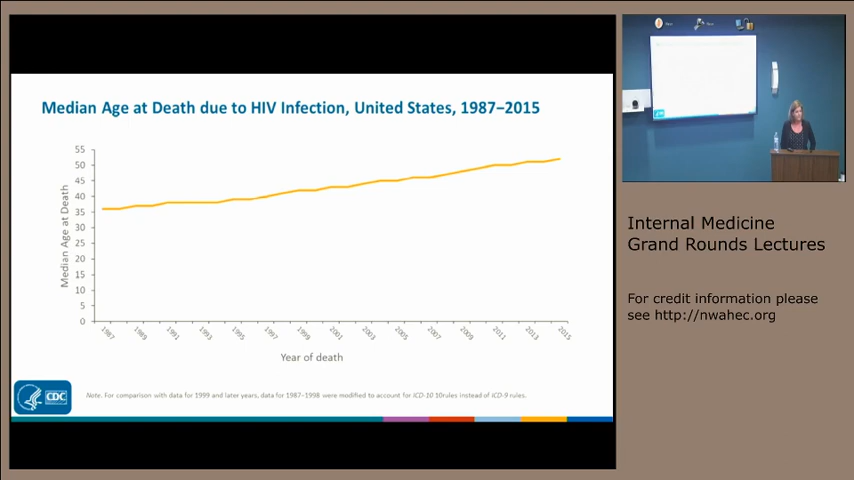 Median Age at Death due to HIV Infection, United States, 1987–2015
Median Age at Death
55
50
45
40
35
30
25
20
15
10
5
0
1987 1989 1991 1993 1995 1997 1999 2001 2003 2005 2007 2009 2011 2013 2015
Year of death
CDC
Note. For comparison with data for 1999 and later years, data for 1987–1998 were modified to account for ICD-10 10rules instead of ICD-9 rules.
Internal Medicine
Grand Rounds Lectures
For credit information please
see http://nwahec.org